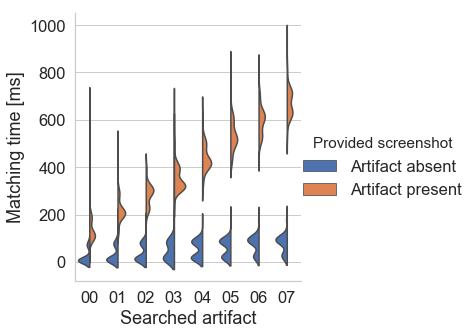 1000
800
600
400
200
0
Matching time [ms]
00 01 02 03 04 05 06 07
Searched artifact
Provided screenshot
Artifact absent
Artifact present